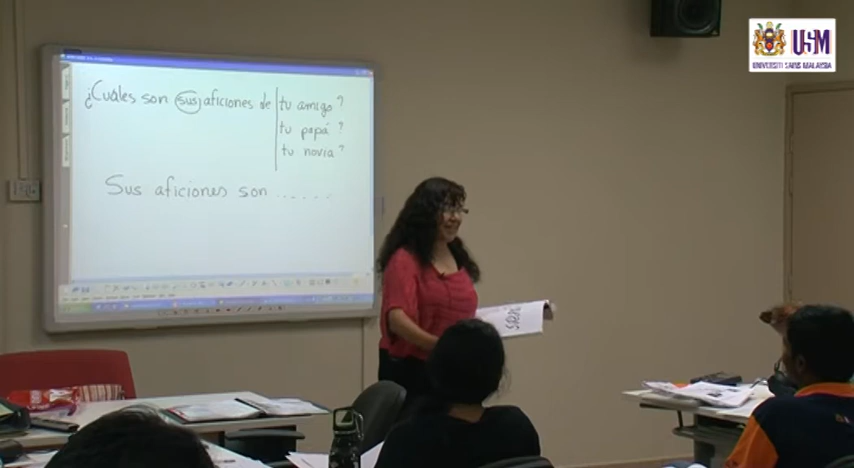 ¿Cuáles son sus aficiones de tu amigo?
tu papá?
tu novia?
Sus aficiones son ......
USM
UNIVERSITI SAINS MALAYSIA